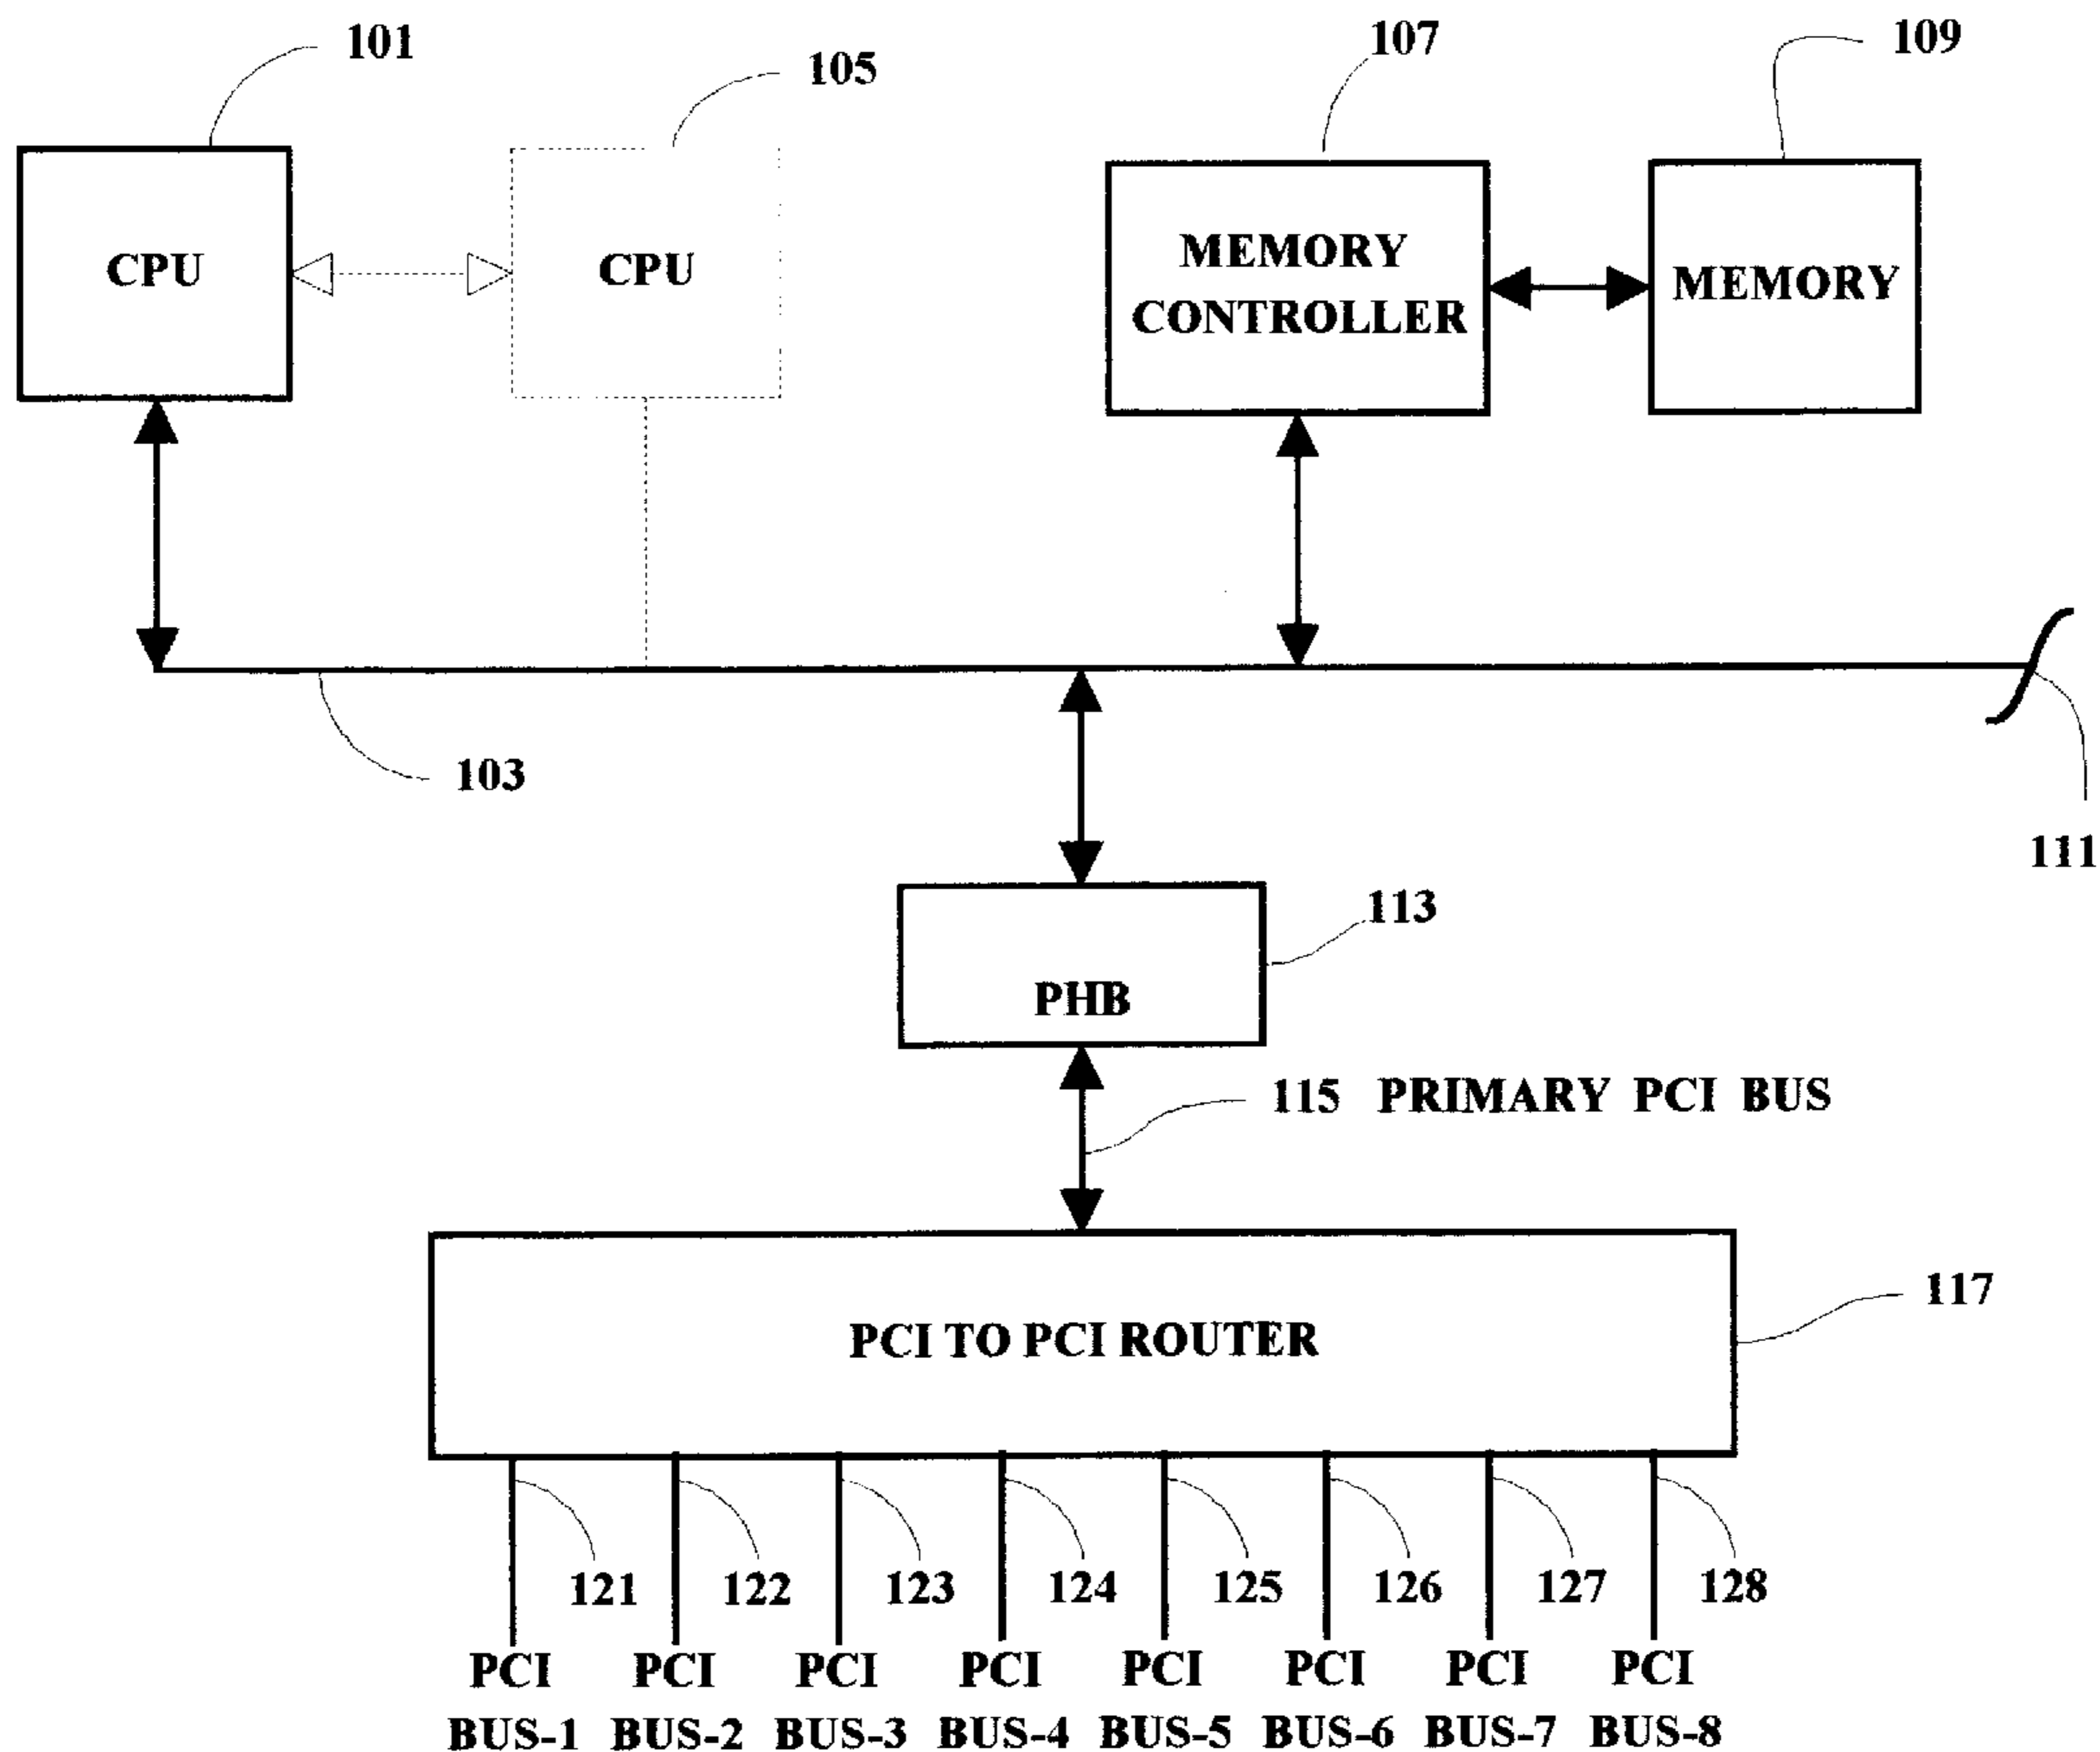 101
105
107
109
CPU
CPU
MEMORY
CONTROLLER
MEMORY
103
111
113
PHB
115 PRIMARY PCI BUS
117
PCI TO PCI ROUTER
121
122
123
124
125
126
127
128
PCI
BUS-1
PCI
BUS-2
PCI
BUS-3
PCI
BUS-4
PCI
BUS-5
PCI
BUS-6
PCI
BUS-7
PCI
BUS-8